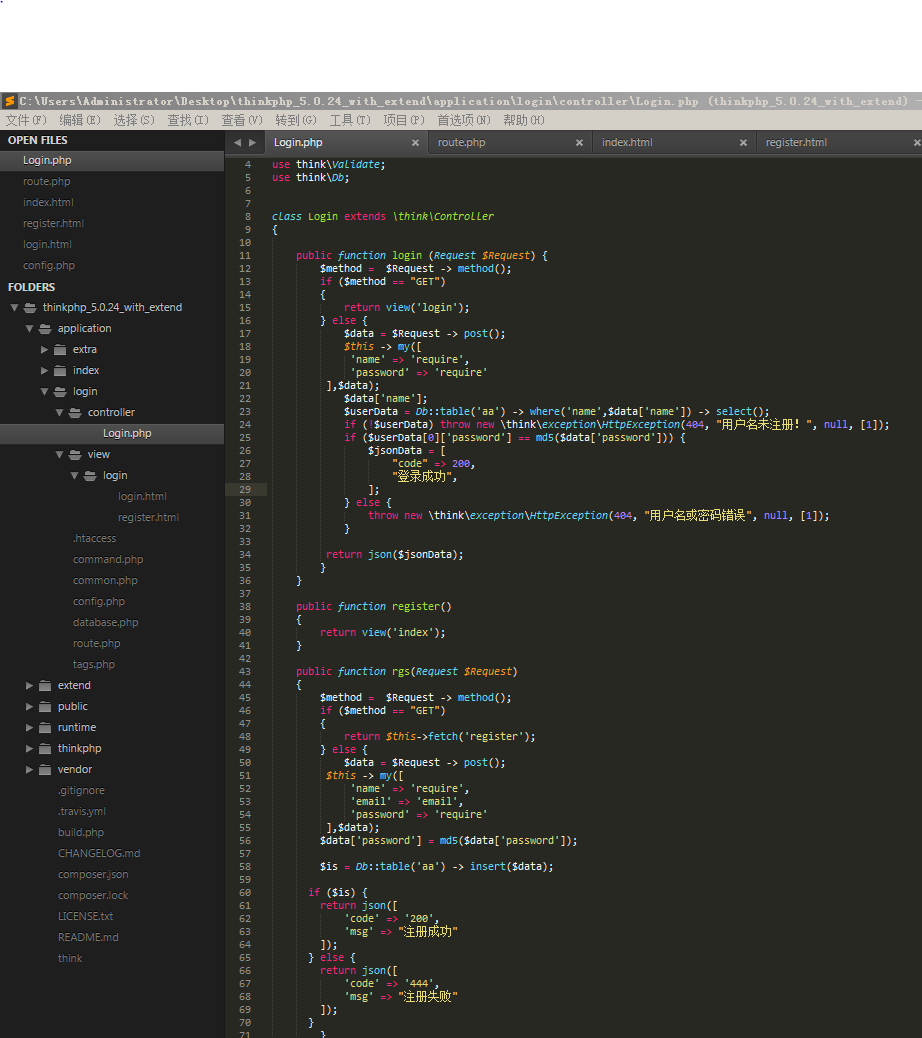 C:\Users\Administrator\Desktop\thinkphp_5.0.24_with_extend\application\login\controller\Login.php (thinkphp_5.0.24_with_extend) -
文件(F) 编辑(E) 选择(S) 查找(I) 查看(V) 转到(G) 工具(T) 项目(P) 首选项(N) 帮助(H)
OPEN FILES
Login.php
route.php
index.html
register.html
login.html
config.php
FOLDERS
thinkphp_5.0.24_with_extend
application
extra
index
login
controller
Login.php
view
login
login.html
register.html
.htaccess
command.php
common.php
config.php
database.php
route.php
tags.php
extend
public
runtime
thinkphp
vendor
.gitignore
.travis.yml
build.php
CHANGELOG.md
composer.json
composer.lock
LICENSE.txt
README.md
think
Login.php × route.php × index.html × register.html ×
4 use think\Validate;
5 use think\Db;
6
7
8 class Login extends \think\Controller
9 {
10
11 public function login (Request $Request) {
12 $method = $Request -> method();
13 if ($method == "GET")
14 {
15 return view('login');
16 } else {
17 $data = $Request -> post();
18 $this -> my([
19 'name' => 'require',
20 'password' => 'require'
21 ],$data);
22 $data['name'];
23 $userData = Db::table('aa') -> where('name',$data['name']) -> select();
24 if (!$userData) throw new \think\exception\HttpException(404, "用户名未注册! ", null, [1]);
25 if ($userData[0]['password'] == md5($data['password'])) {
26 $jsonData = [
27 "code" => 200,
28 "登录成功",
29 ];
30 } else {
31 throw new \think\exception\HttpException(404, "用户名或密码错误", null, [1]);
32 }
33
34 return json($jsonData);
35 }
36 }
37
38 public function register()
39 {
40 return view('index');
41 }
42
43 public function rgs(Request $Request)
44 {
45 $method = $Request -> method();
46 if ($method == "GET")
47 {
48 return $this->fetch('register');
49 } else {
50 $data = $Request -> post();
51 $this -> my([
52 'name' => 'require',
53 'email' => 'email',
54 'password' => 'require'
55 ],$data);
56 $data['password'] = md5($data['password']);
57
58 $is = Db::table('aa') -> insert($data);
59
60 if ($is) {
61 return json([
62 'code' => '200',
63 'msg' => "注册成功"
64 ]);
65 } else {
66 return json([
67 'code' => '444',
68 'msg' => "注册失败"
69 ]);
70 }
71 }